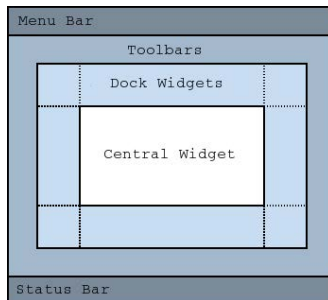 Menu Bar
Toolbars
Dock Widgets
Central Widget
Status Bar